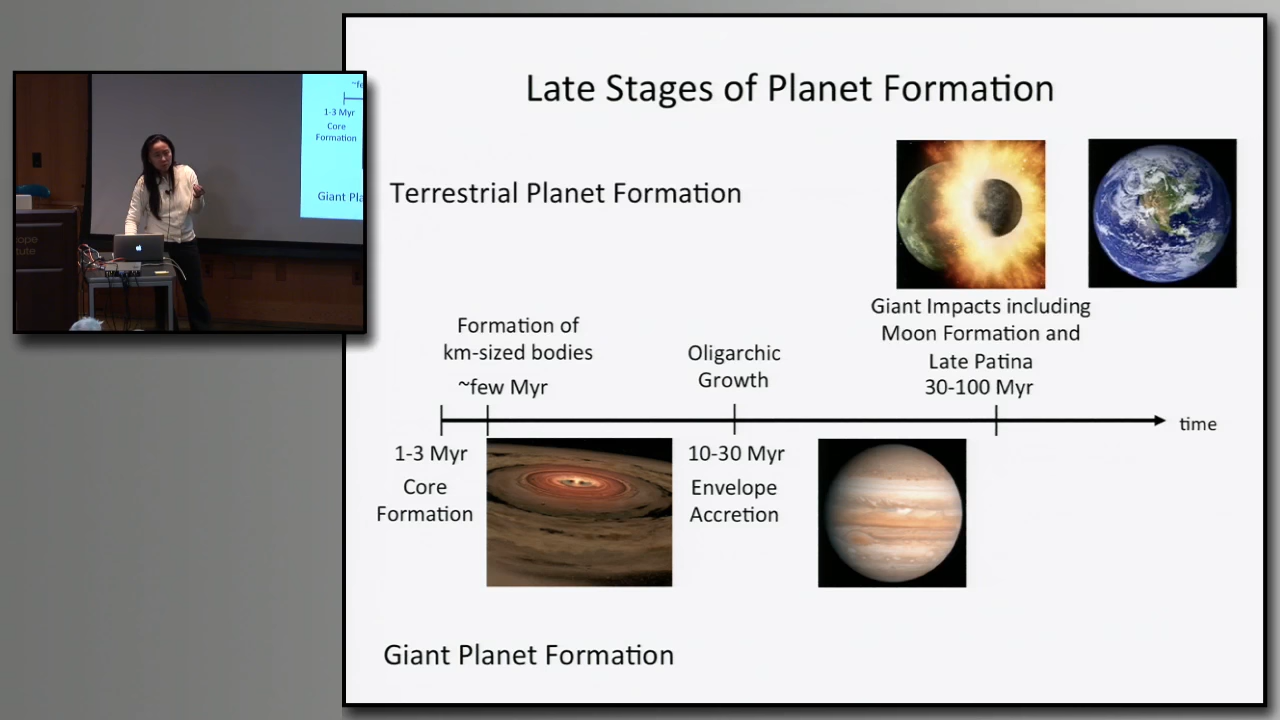 Late Stages of Planet Formation
Terrestrial Planet Formation
Giant Impacts including
Moon Formation and
Late Patina
30-100 Myr
Formation of
km-sized bodies
~few Myr
Oligarchic
Growth
time
1-3 Myr
Core
Formation
10-30 Myr
Envelope
Accretion
Giant Planet Formation
1-3 Myr
Core
Formation
Giant Pla